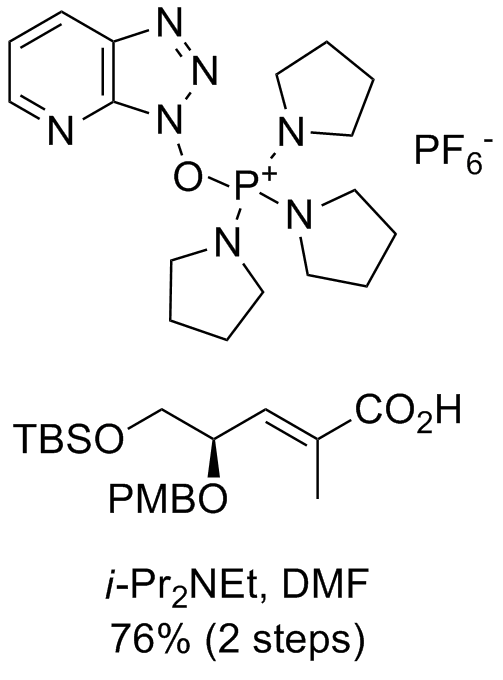 N
N
N
N
N
O
P+
N
N
PF6-
TBSO
CO2H
PMBO
i-Pr2NEt, DMF
76% (2 steps)